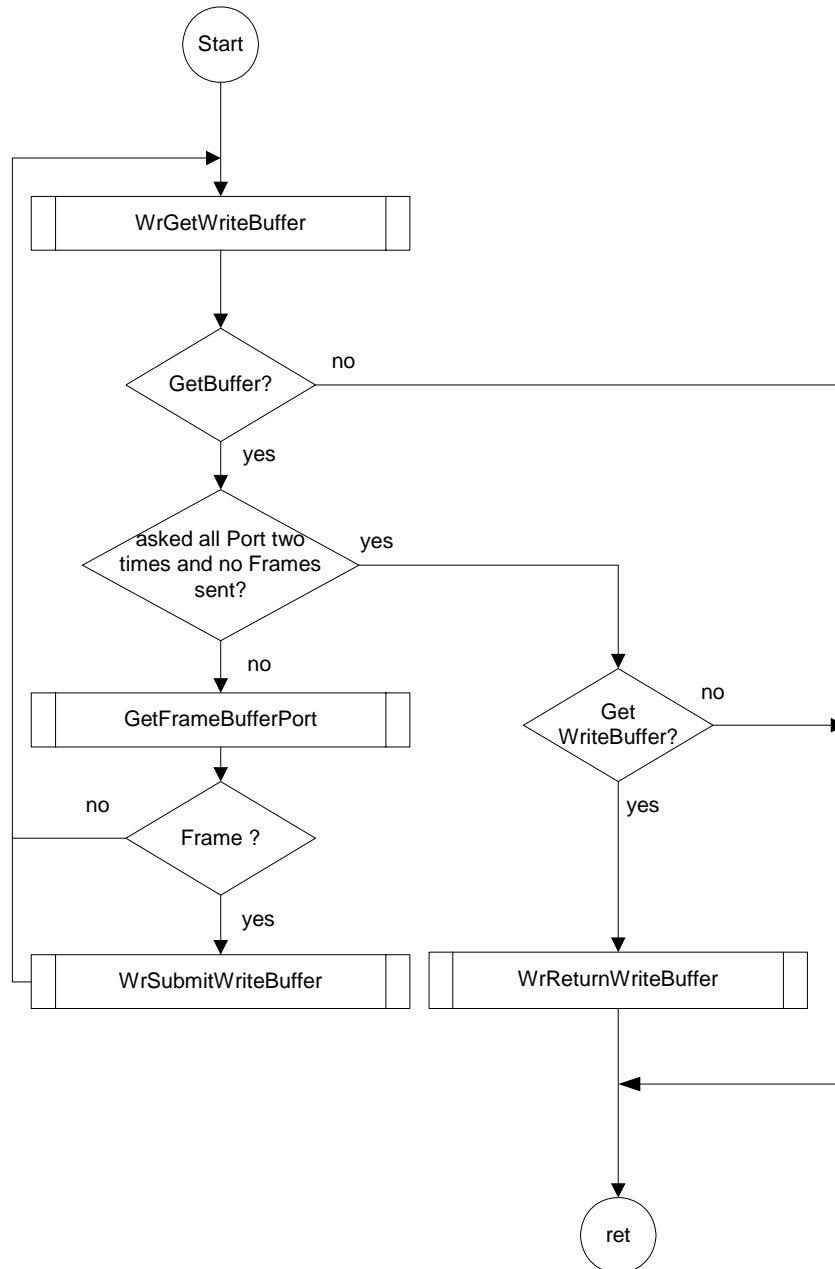 Start
WrGetWriteBuffer
GetBuffer?
no
yes
asked all Port two
times and no Frames
sent?
yes
no
GetFrameBufferPort
Get
WriteBuffer?
no
yes
Frame ?
no
yes
WrSubmitWriteBuffer
WrReturnWriteBuffer
ret